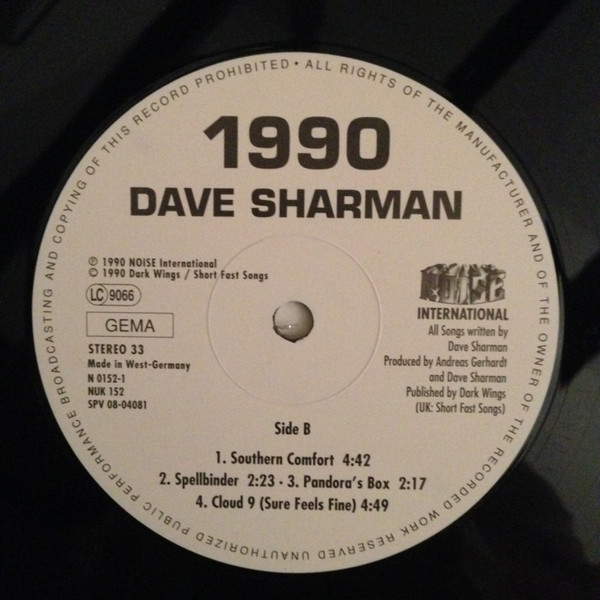 UNAUTHORIZED PUBLIC PERFORMANCE BROADCASTING AND COPYING OF THIS RECORD PROHIBITED • ALL RIGHTS OF THE MANUFACTURER AND OF THE OWNER OF THE RECORDED WORK RESERVED
1990
DAVE SHARMAN
℗ 1990 NOISE International
© 1990 Dark Wings / Short Fast Songs
LC 9066
GEMA
STEREO 33
Made in West-Germany
N 0152-1
NUK 152
SPV 08-04081
NOISE
INTERNATIONAL
All Songs written by
Dave Sharman
Produced by Andreas Gerhardt
and Dave Sharman
Published by Dark Wings
(UK: Short Fast Songs)
Side B
1. Southern Comfort 4:42
2. Spellbinder 2:23 - 3. Pandora's Box 2:17
4. Cloud 9 (Sure Feels Fine) 4:49